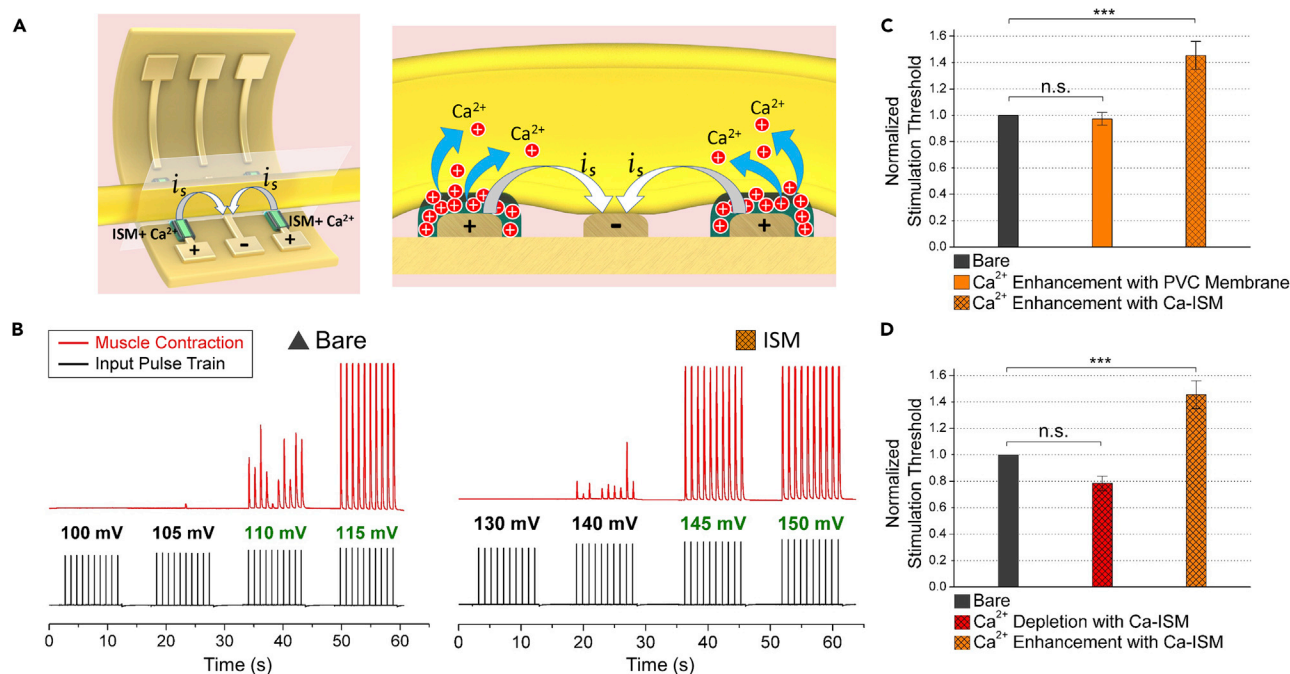 A
i_s
i_s
ISM+ Ca²⁺
ISM+ Ca²⁺
+
-
+
Ca²⁺
Ca²⁺
Ca²⁺
Ca²⁺
i_s
i_s
+
-
+
B
Muscle Contraction
Input Pulse Train
Bare
ISM
100 mV
105 mV
110 mV
115 mV
130 mV
140 mV
145 mV
150 mV
0
10
20
30
40
50
60
Time (s)
0
10
20
30
40
50
60
Time (s)
C
***
n.s.
1.6
1.4
1.2
1.0
0.8
0.6
0.4
0.2
0.0
Normalized
Stimulation Threshold
Bare
Ca²⁺ Enhancement with PVC Membrane
Ca²⁺ Enhancement with Ca-ISM
D
***
n.s.
1.6
1.4
1.2
1.0
0.8
0.6
0.4
0.2
0.0
Normalized
Stimulation Threshold
Bare
Ca²⁺ Depletion with Ca-ISM
Ca²⁺ Enhancement with Ca-ISM